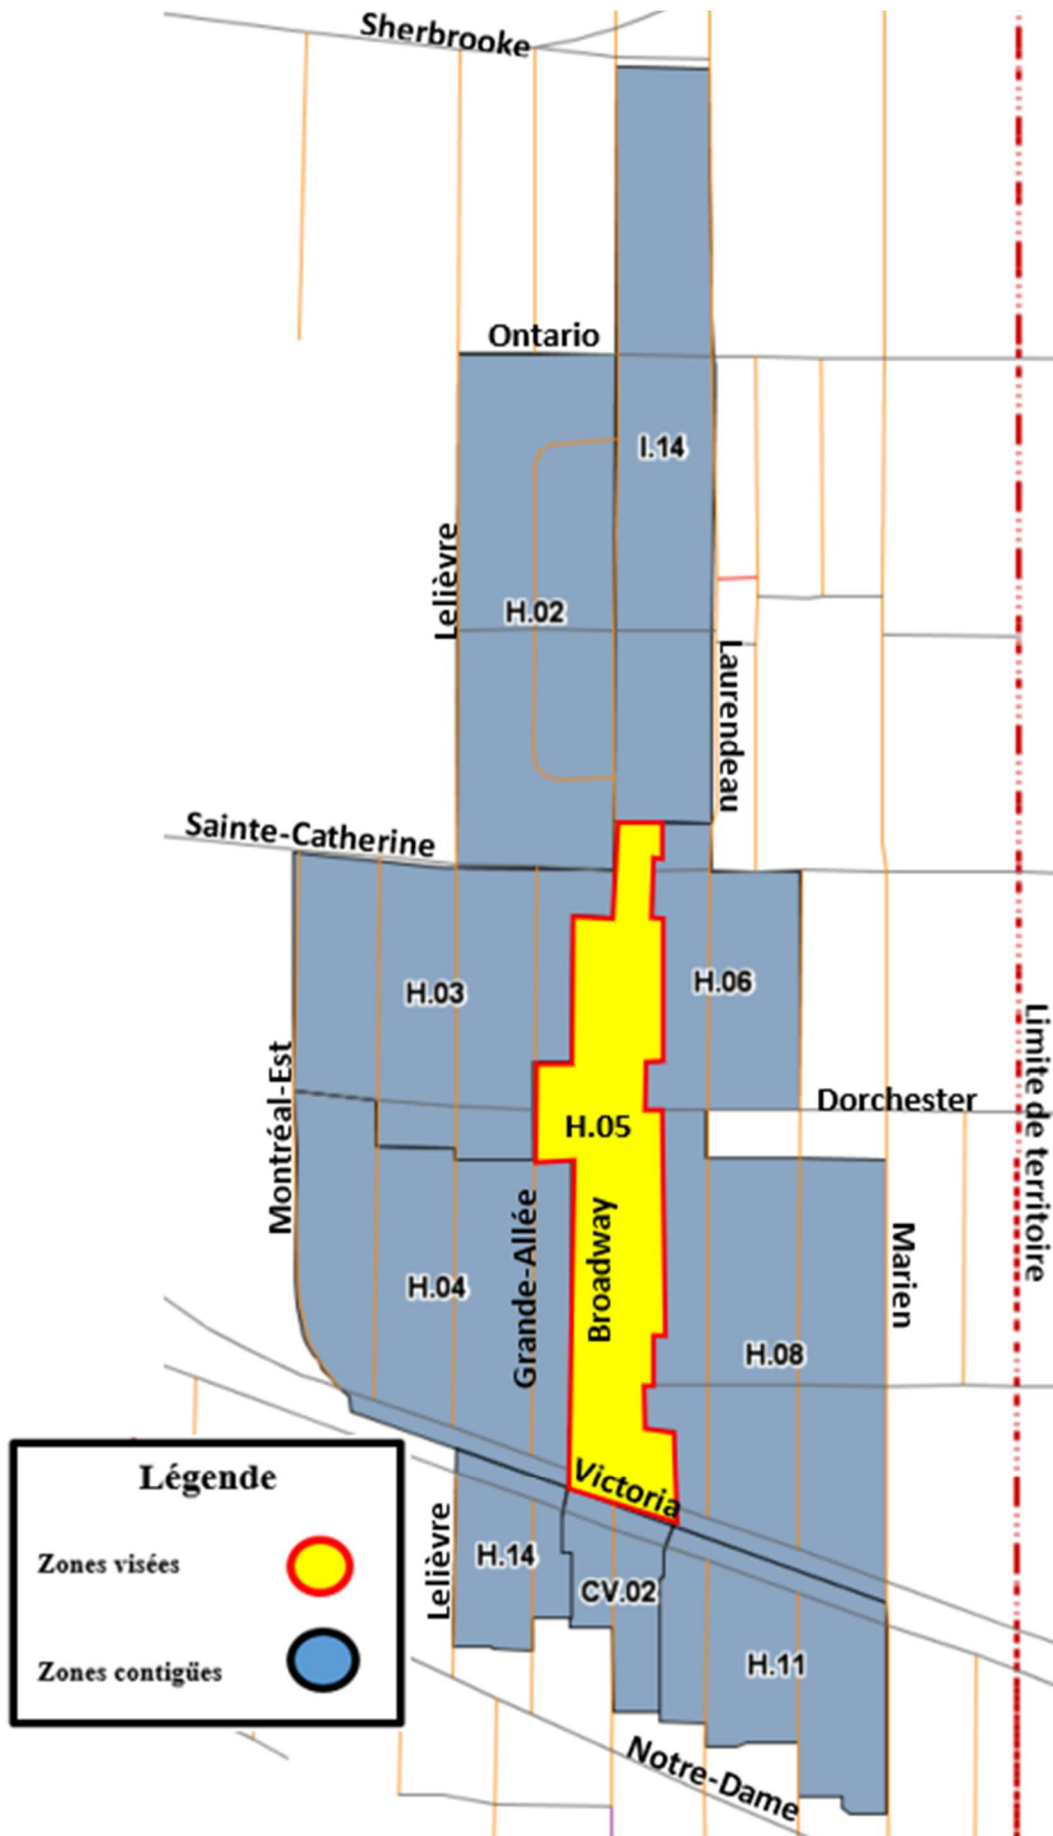 Sherbrooke
Ontario
I.14
Lelièvre
H.02
Laurendeau
Sainte-Catherine
H.03
H.06
Limite de territoire
Montréal-Est
Dorchester
H.05
Grande-Allée
Broadway
Marien
H.04
H.08
Légende
Victoria
Zones visées
Lelièvre
H.14
CV.02
Zones contigües
H.11
Notre-Dame